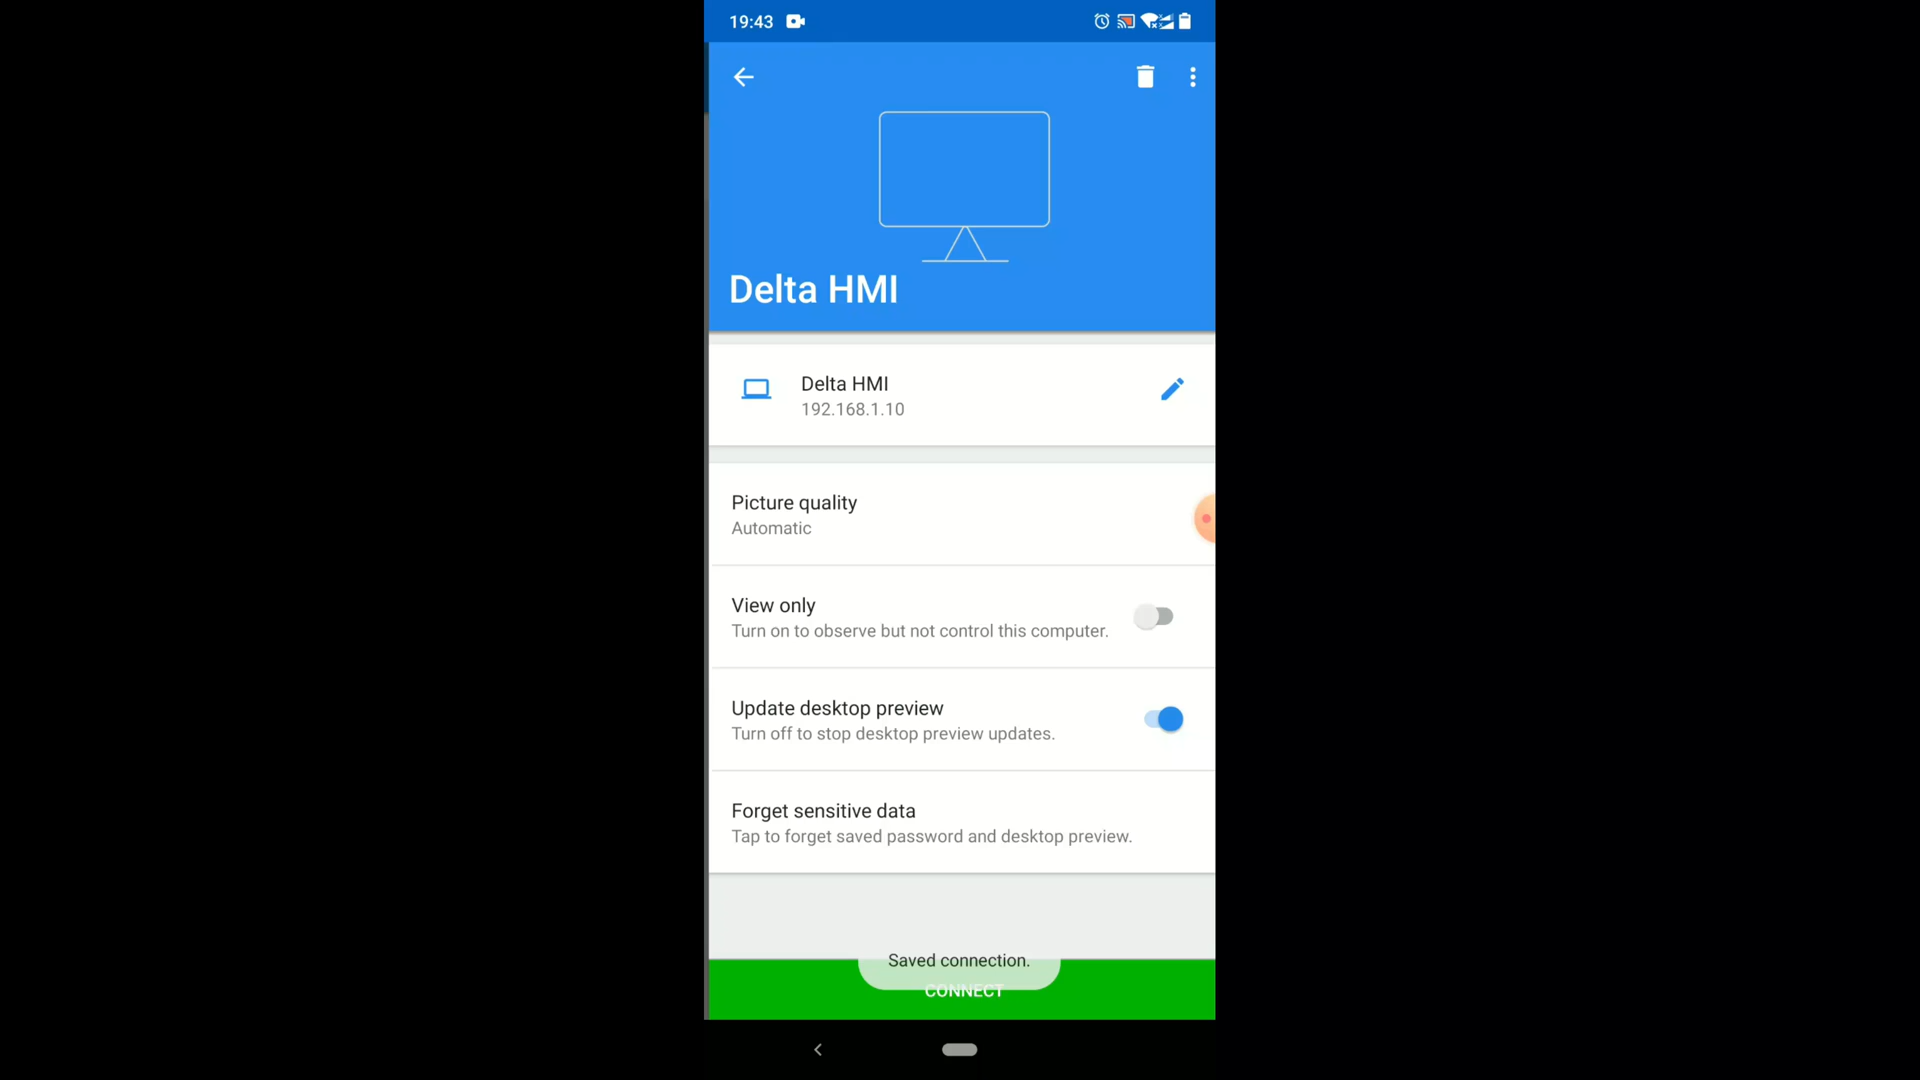 19:43
Delta HMI
Delta HMI
192.168.1.10
Picture quality
Automatic
View only
Turn on to observe but not control this computer.
Update desktop preview
Turn off to stop desktop preview updates.
Forget sensitive data
Tap to forget saved password and desktop preview.
Saved connection.
CONNECT